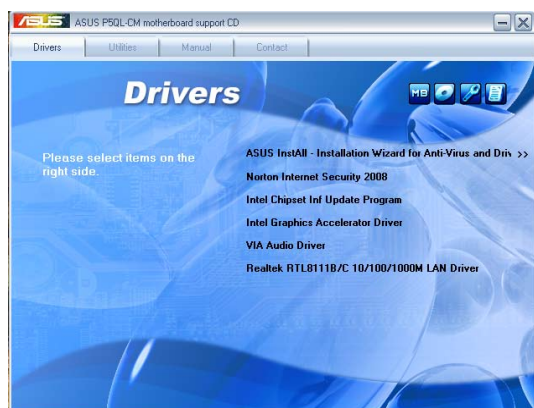 ASUS ASUS P5QL-CM motherboard support CD
Drivers Utilities Manual Contact
Drivers
MB
Please select items on the
right side.
ASUS InstAll - Installation Wizard for Anti-Virus and Driv >>
Norton Internet Security 2008
Intel Chipset Inf Update Program
Intel Graphics Accelerator Driver
VIA Audio Driver
Realtek RTL8111B/C 10/100/1000M LAN Driver